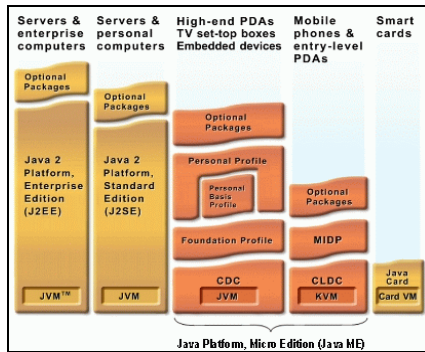 Servers &
enterprise
computers
Servers &
personal
computers
High-end PDAs
TV set-top boxes
Embedded devices
Mobile
phones &
entry-level
PDAs
Smart
cards
Optional
Packages
Java 2
Platform,
Enterprise
Edition
(J2EE)
JVM™
Optional
Packages
Java 2
Platform,
Standard
Edition
(J2SE)
JVM
Optional
Packages
Personal Profile
Personal
Basis
Profile
Foundation Profile
CDC
JVM
Optional
Packages
MIDP
CLDC
KVM
Java
Card
Card VM
Java Platform, Micro Edition (Java ME)